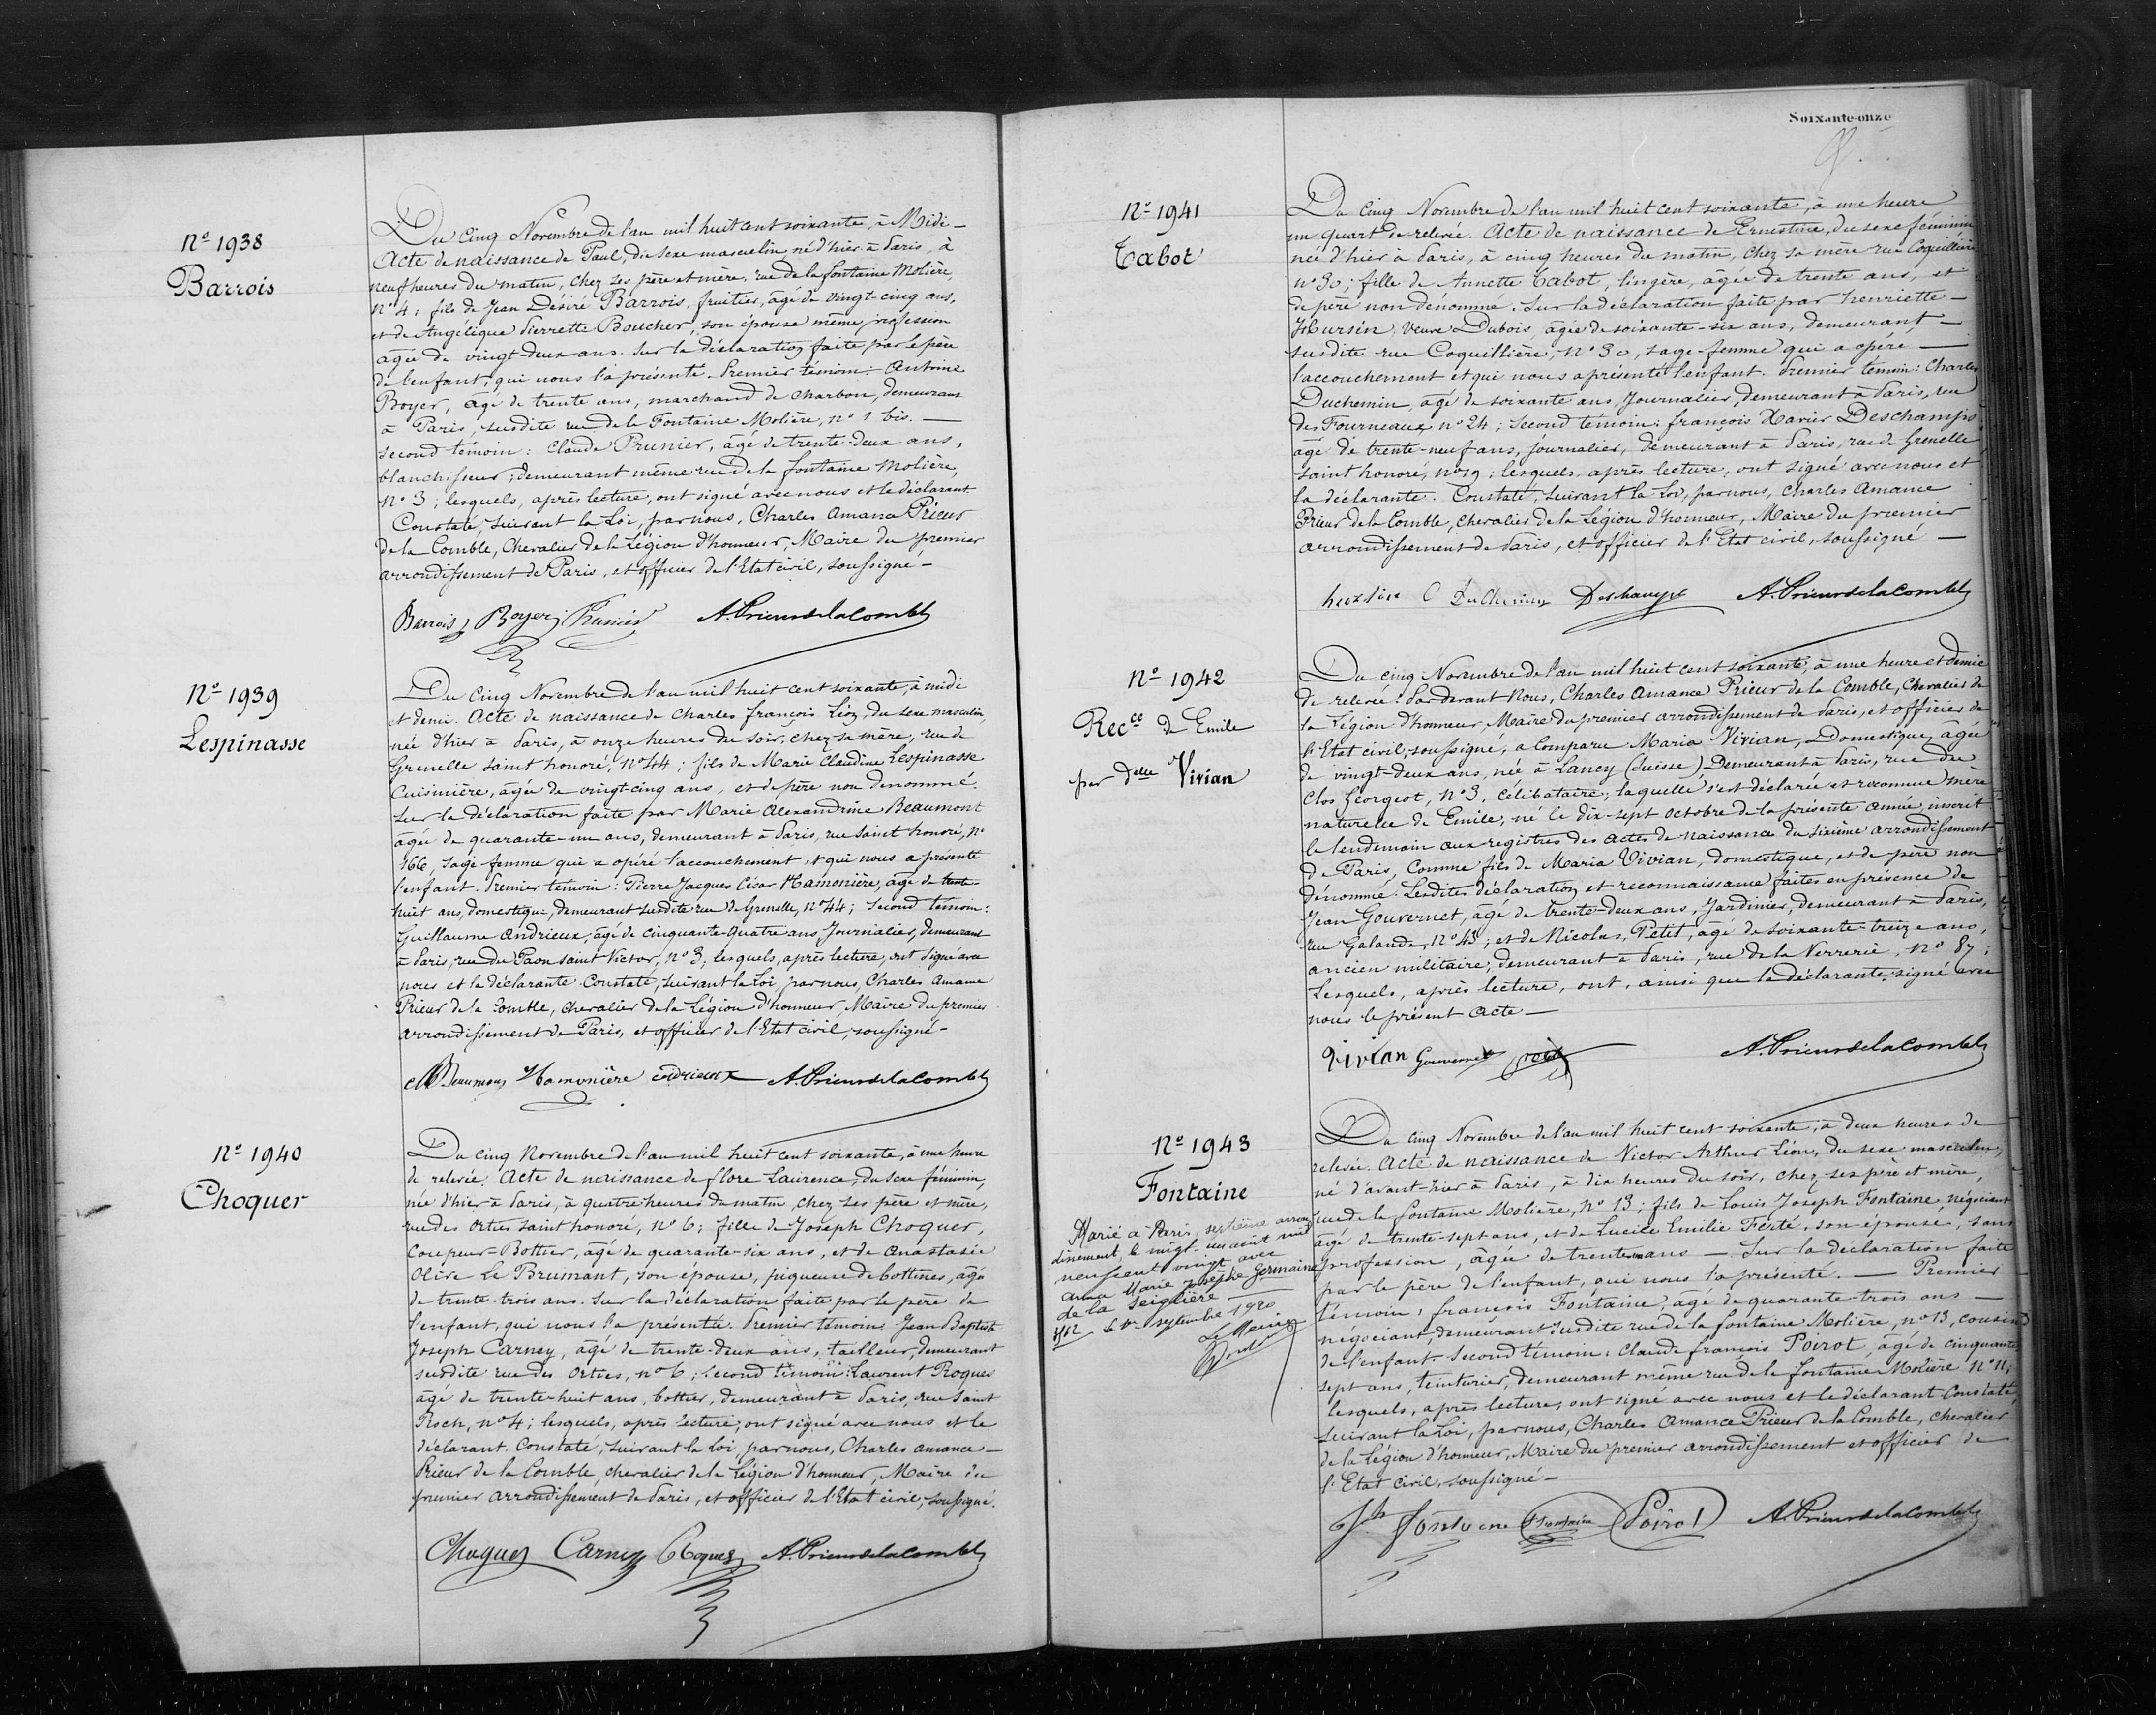 Nº 1938
Barrois
Du Cinq Novembre de l'an mil huit cent soixante, à Midi —
Acte de naissance de Paul, du sexe masculin, né d'hier à Paris, à
neuf heures du matin, chez ses père et mère, rue de la fontaine Molière,
nº 4; fils de Jean Désiré Barrois, fruitier, âgé de vingt-cinq ans,
et de Angélique Pierrette Boucher, son épouse même profession
âgée de vingt-deux ans. Sur la déclaration faite par le père
de l'enfant, qui nous l'a présenté. Premier témoin: Antoine
Boyer, âgé de trente ans, marchand de charbon, demeurant
à Paris, susdite rue de la Fontaine Molière, nº 1 bis. —
second témoin: Claude Prunier, âgé de trente-deux ans,
blanchisseur, demeurant même rue de la fontaine Molière,
nº 3; lesquels, après lecture, ont signé avec nous et le déclarant.
Constaté, suivant la Loi, par nous, Charles Amance Prieur
de la Comble, Chevalier de la Légion d'honneur, Maire du premier
arrondissement de Paris, et officier de l'Etat civil, soussigné —
Barrois Boyer Prunier A. Prieur de la Comble
Nº 1939
Lespinasse
Du Cinq Novembre de l'an mil huit cent soixante, à midi
et demi. Acte de naissance de Charles françois Léon, du sexe masculin,
née d'hier à Paris, à onze heures du soir, chez sa mère, rue de
Grenelle Saint honoré, nº 44; fils de Marie Claudine Lespinasse
Cuisinière, âgée de vingt-cinq ans, et de père non dénommé.
Sur la déclaration faite par Marie Alexandrine Beaumont
âgée de quarante-un ans, demeurant à Paris, rue Saint honoré, nº
166, sage femme qui a opéré l'accouchement, & qui nous a présenté
l'enfant. Premier témoin: Pierre Jacques César Hamonière, âgé de trente-
huit ans, domestique, demeurant susdite rue de Grenelle, nº 44; second témoin:
Guillaume Andrieux, âgé de cinquante-quatre ans, Journalier, demeurant
à Paris, rue du Paon Saint Victor, nº 3; lesquels, après lecture, ont signé avec
nous et la déclarante. Constaté, suivant la Loi, par nous, Charles Amance
Prieur de la Comble, chevalier de la Légion d'honneur, Maire du premier
arrondissement de Paris, et officier de l'Etat civil, soussigné —
Beaumont Hamonière Andrieux A. Prieur de la Comble
Nº 1940
Choquer
Du cinq Novembre de l'an mil huit cent soixante, à une heure
de relevée. Acte de naissance de flore Laurence, du sexe féminin,
née d'hier à Paris, à quatre heures du matin, chez ses père et mère,
rue des Orties Saint honoré, nº 6; fille de Joseph Choquer,
Coupeur-Bottier, âgé de quarante-six ans, et de Anastasie
Olive Le Brumant, son épouse, piqueuse de bottines, âgée
de trente-trois ans. Sur la déclaration faite par le père de
l'enfant, qui nous l'a présentée. Premier témoin: Jean Baptiste
Joseph Carney, âgé de trente-deux ans, tailleur, demeurant
susdite rue des Orties, nº 6; second témoin: Laurent Roques
âgé de trente-huit ans, bottier, demeurant à Paris, rue Saint
Roch, nº 4; lesquels, après lecture, ont signé avec nous et le
déclarant. Constaté, suivant la Loi, par nous, Charles Amance —
Prieur de la Comble, chevalier de la Légion d'honneur, Maire du
premier arrondissement de Paris, et officier de l'Etat civil, soussigné.
Choquer Carney Roques A. Prieur de la Comble
Soixante-onze
Nº 1941
Tabot
Du Cinq Novembre de l'an mil huit cent soixante, à une heure
un quart de relevée. Acte de naissance de Ernestine, du sexe féminin
née d'hier à Paris, à cinq heures du matin, chez sa mère rue Coquillière,
nº 30; fille de Annette Tabot, lingère, âgée de trente ans, et
de père non dénommé. Sur la déclaration faite par henriette —
Veuve Dubois, âgée de soixante-six ans, demeurant —
susdite rue Coquillière, nº 30, sage-femme qui a opéré —
l'accouchement et qui nous a présenté l'enfant. Premier témoin: Charles
Duchemin, âgé de soixante ans, Journalier, demeurant à Paris, rue
des Fourneaux nº 24; second témoin: françois Xavier Deschamps
âgé de trente-neuf ans, journalier, demeurant à Paris, rue de Grenelle
Saint honoré, nº 19; lesquels, après lecture, ont signé avec nous et
la déclarante. Constaté, suivant la Loi, par nous, Charles Amance
Prieur de la Comble, chevalier de la Légion d'honneur, Maire du premier
arrondissement de Paris, et officier de l'Etat civil, soussigné —
C Duchemin Deschamps A. Prieur de la Comble
Nº 1942
Recce de Emile
par Delle Vivian
Du cinq Novembre de l'an mil huit cent soixante, à une heure et demie
de relevée. Par devant Nous, Charles Amance Prieur de la Comble, Chevalier de
la Légion d'honneur, Maire du premier arrondissement de Paris, et officier de
l'Etat civil, soussigné, a Comparu Maria Vivian, Domestique, âgée
de vingt-deux ans, née à Lancy (Suisse) Demeurant à Paris, rue du
Clos Georgeot, nº 3, célibataire; laquelle s'est déclarée et reconnue mère
naturelle de Emile, né le dix-sept octobre de la présente année, inscrit
le lendemain aux registres des actes de naissance du sixième arrondissement
de Paris, Comme fils de Maria Vivian, domestique, et de père non
dénommé. Lesdites déclaration et reconnaissance faites en présence de
Jean Gouvernet, âgé de trente-deux ans, Jardinier, demeurant à Paris,
rue Galande, nº 43; et de Nicolas, Petit, âgé de soixante-treize ans,
ancien militaire, demeurant à Paris, rue de la Verrerie, nº 87;
Lesquels, après lecture, ont, ainsi que la déclarante, signé avec
nous le présent acte —
Vivian Gouvernet Petit A. Prieur de la Comble
Nº 1943
Fontaine
Marié à Paris, septième arron
dissement, le vingt-un août mil
neuf cent vingt avec
Anne Marie Josèphe Germaine
de la Seiglière —
Le 1er Septembre 1920
Le Maire
Du cinq Novembre de l'an mil huit cent soixante, à deux heures de
relevée. Acte de naissance de Victor Arthur Léon, du sexe masculin,
né d'avant-hier à Paris, à dix heures du soir, chez ses père et mère,
rue de la fontaine Molière, nº 13; fils de Louis Joseph Fontaine, négociant
âgé de trente-sept ans, et de Lucile Emilie Ferté, son épouse, sans
profession, âgée de trente ans — Sur la déclaration faite
par le père de l'enfant, qui nous l'a présenté. — Premier
témoin, françois Fontaine, âgé de quarante-trois ans —
négociant, demeurant susdite rue de la fontaine Molière, nº 13, cousin
de l'enfant. Second témoin: Claude françois Poirot, âgé de cinquante
sept ans, teinturier, demeurant même rue de la fontaine Molière nº 11,
lesquels, après lecture, ont signé avec nous et le déclarant. Constaté,
suivant la Loi, par nous, Charles Amance Prieur de la Comble, chevalier
de la Légion d'honneur, Maire du premier arrondissement et officier de
l'Etat civil, soussigné —
Fontaine Fontaine Poirot A. Prieur de la Comble